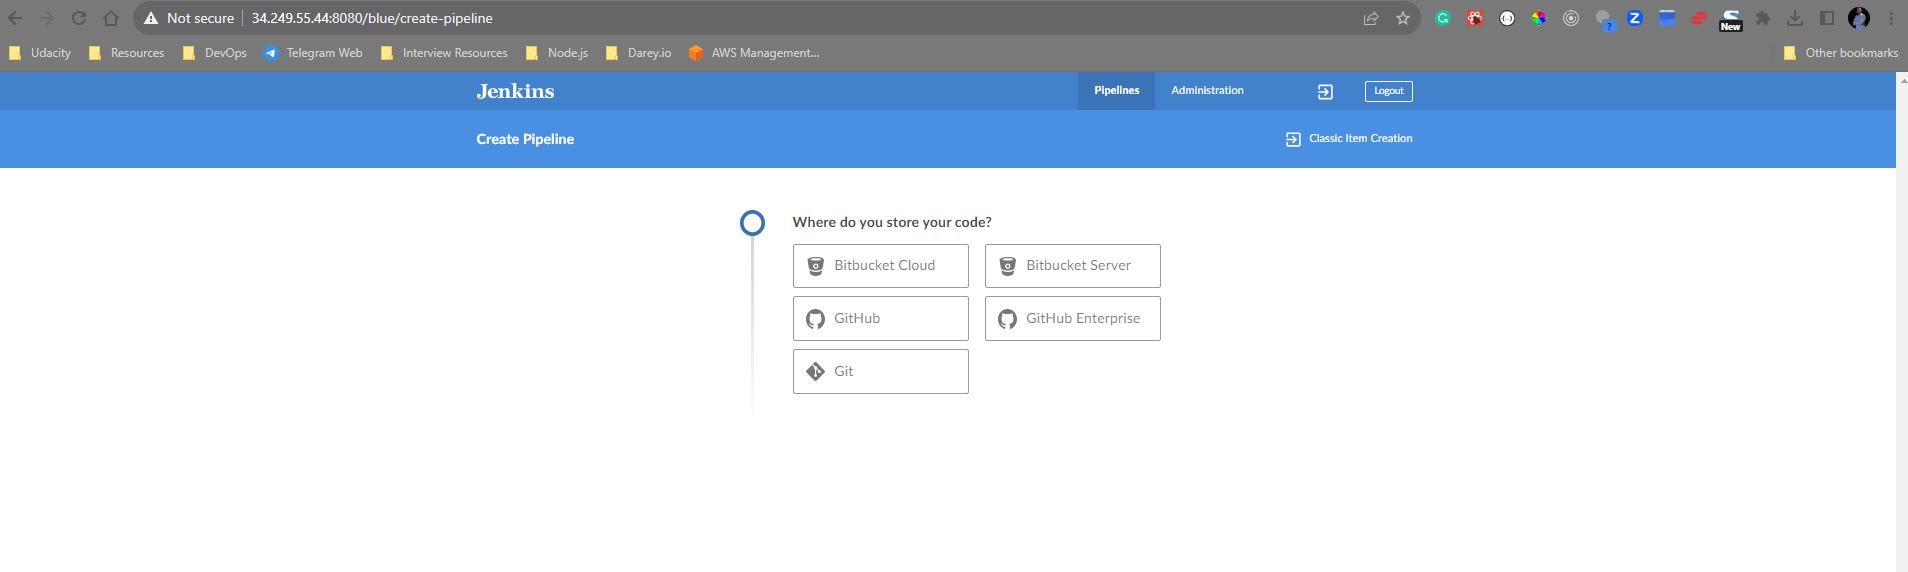 Not secure 34.249.55.44:8080/blue/create-pipeline
New
Udacity Resources DevOps Telegram Web Interview Resources Node.js Darey.io AWS Management... Other bookmarks
Jenkins Pipelines Administration Logout
Create Pipeline Classic Item Creation
Where do you store your code?
Bitbucket Cloud Bitbucket Server
GitHub GitHub Enterprise
Git